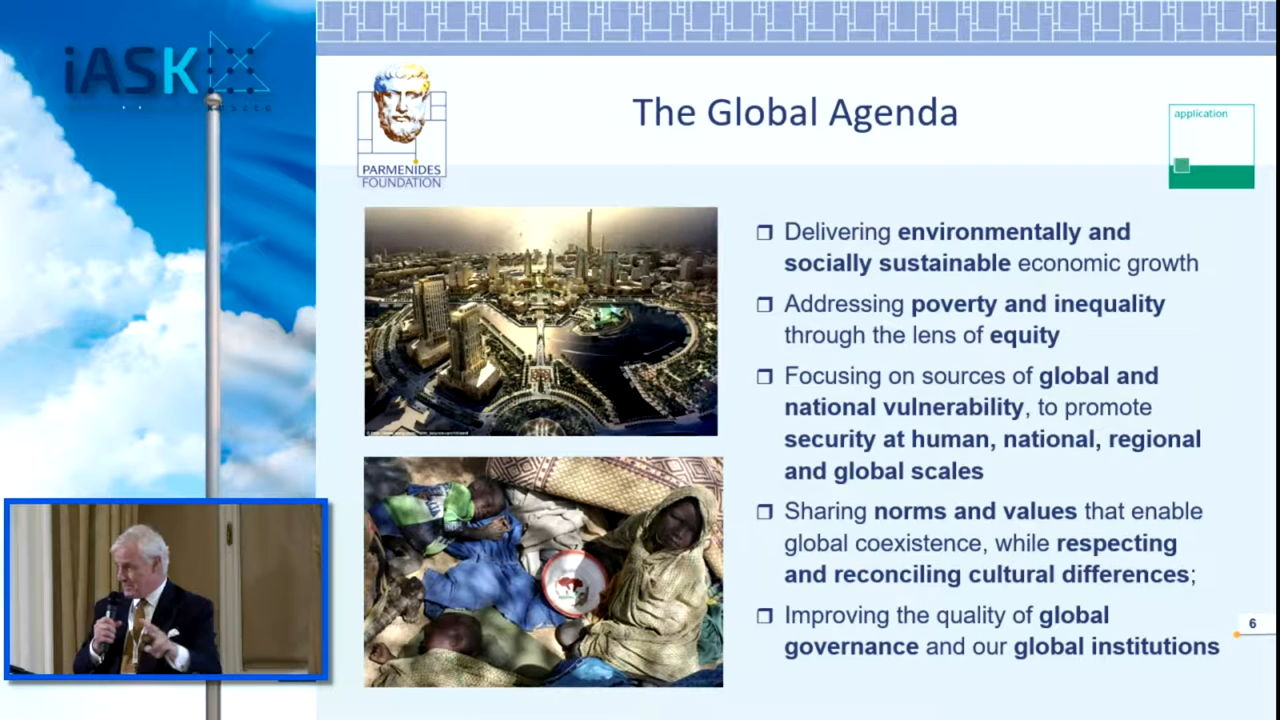 iASK
The Global Agenda
PARMENIDES
FOUNDATION
application
Delivering environmentally and
socially sustainable economic growth
Addressing poverty and inequality
through the lens of equity
Focusing on sources of global and
national vulnerability, to promote
security at human, national, regional
and global scales
Sharing norms and values that enable
global coexistence, while respecting
and reconciling cultural differences;
Improving the quality of global
governance and our global institutions
6